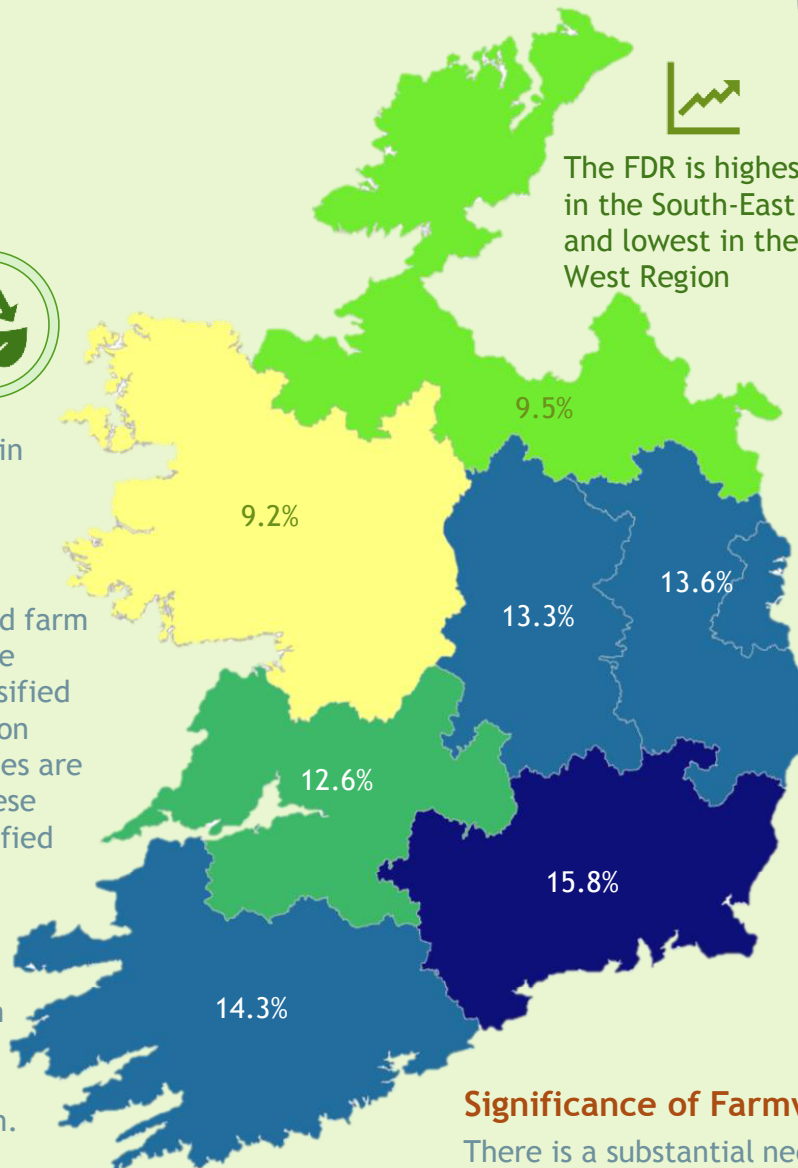 The FDR is highes
in the South-East
and lowest in the
West Region
in
d farm
e
sified
on
es are
ese
fied
n
n.
9.5%
9.2%
13.6%
13.3%
12.6%
15.8%
14.3%
Significance of Farm
There is a substantial nee